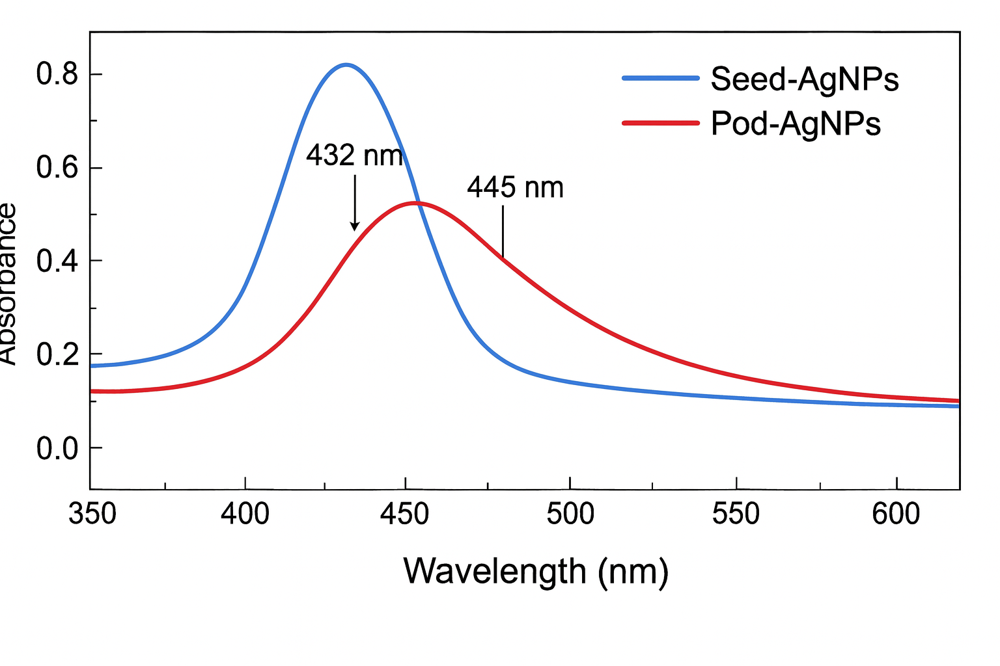 Seed-AgNPs
Pod-AgNPs
432 nm
445 nm
Absorbance
0.8
0.6
0.4
0.2
0.0
350 400 450 500 550 600
Wavelength (nm)